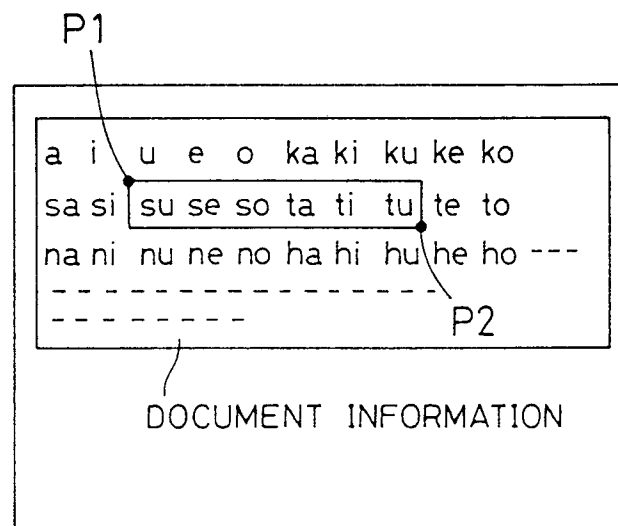 P1
a i u e o ka ki ku ke ko
sa si su se so ta ti tu te to
na ni nu ne no ha hi hu he ho ---
P2
DOCUMENT INFORMATION